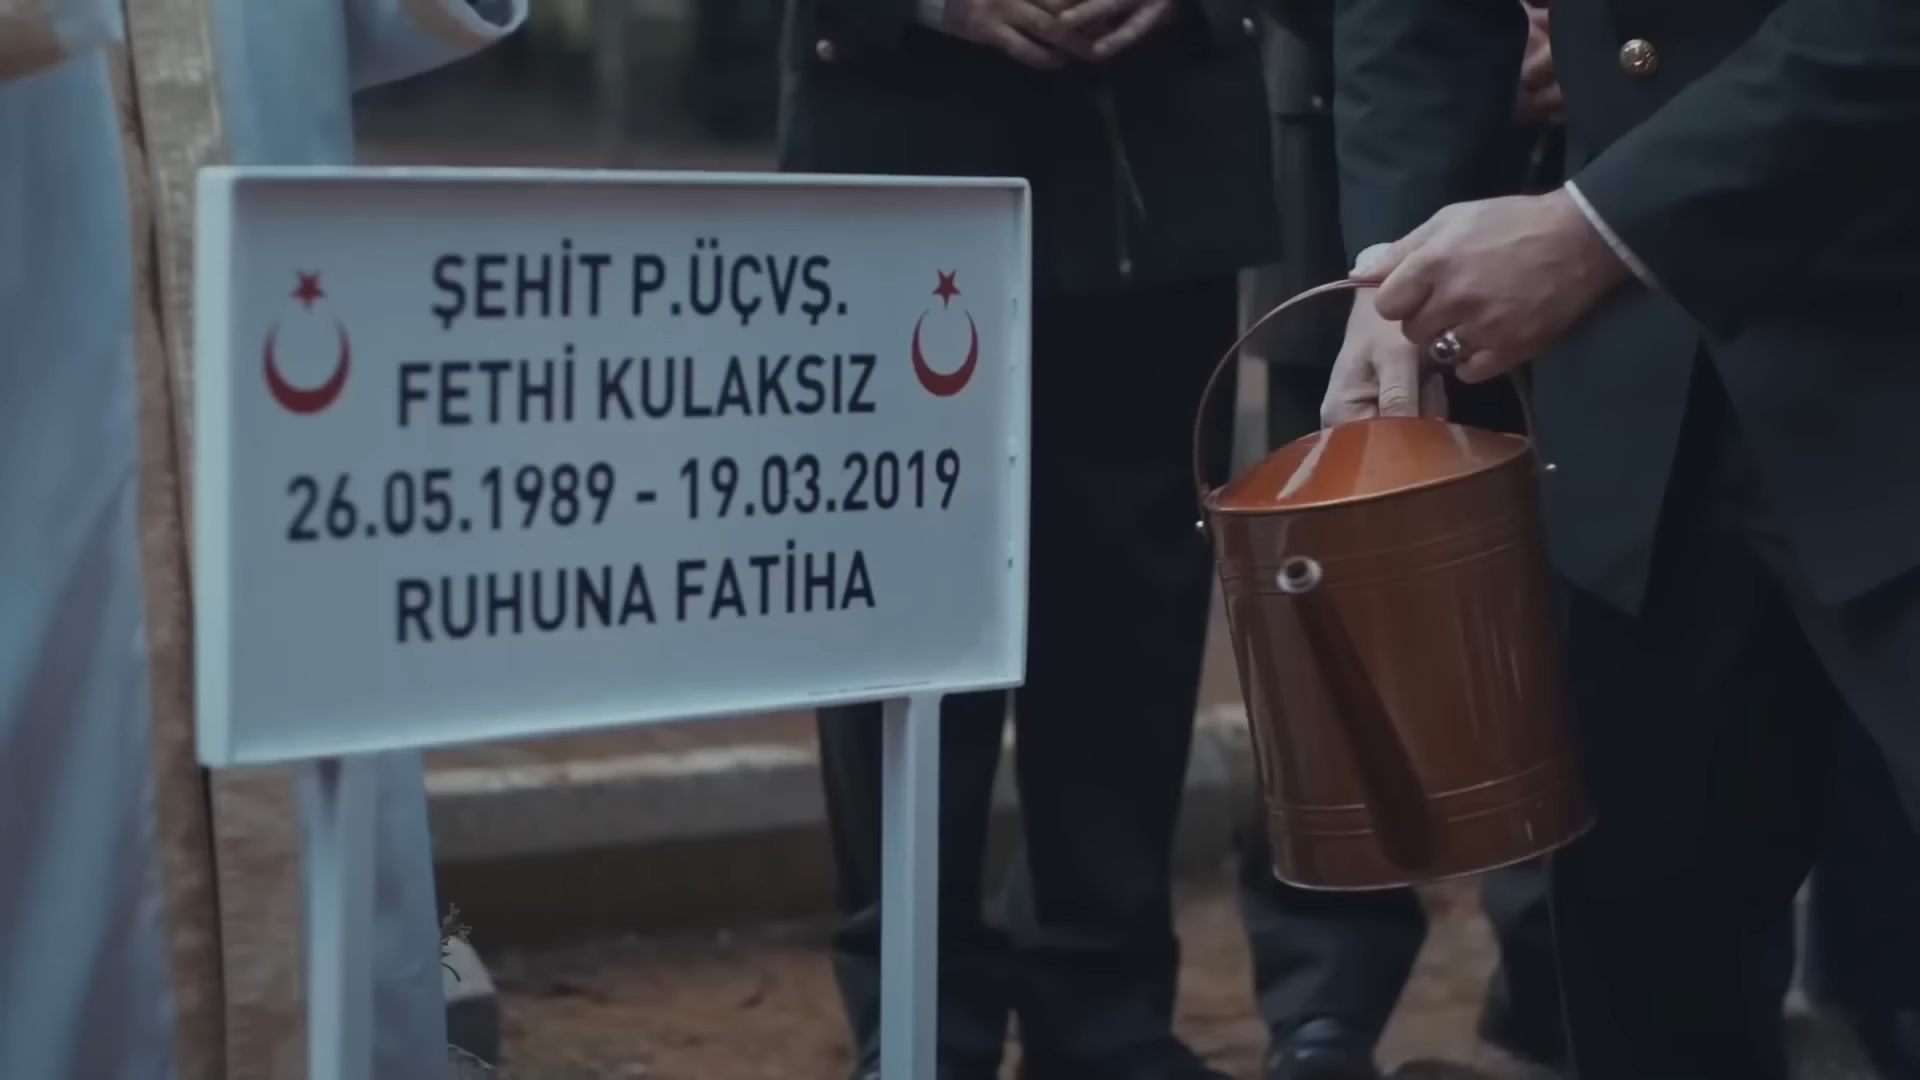 ŞEHİT P.ÜÇVŞ.
FETHİ KULAKSIZ
26.05.1989 - 19.03.2019
RUHUNA FATİHA